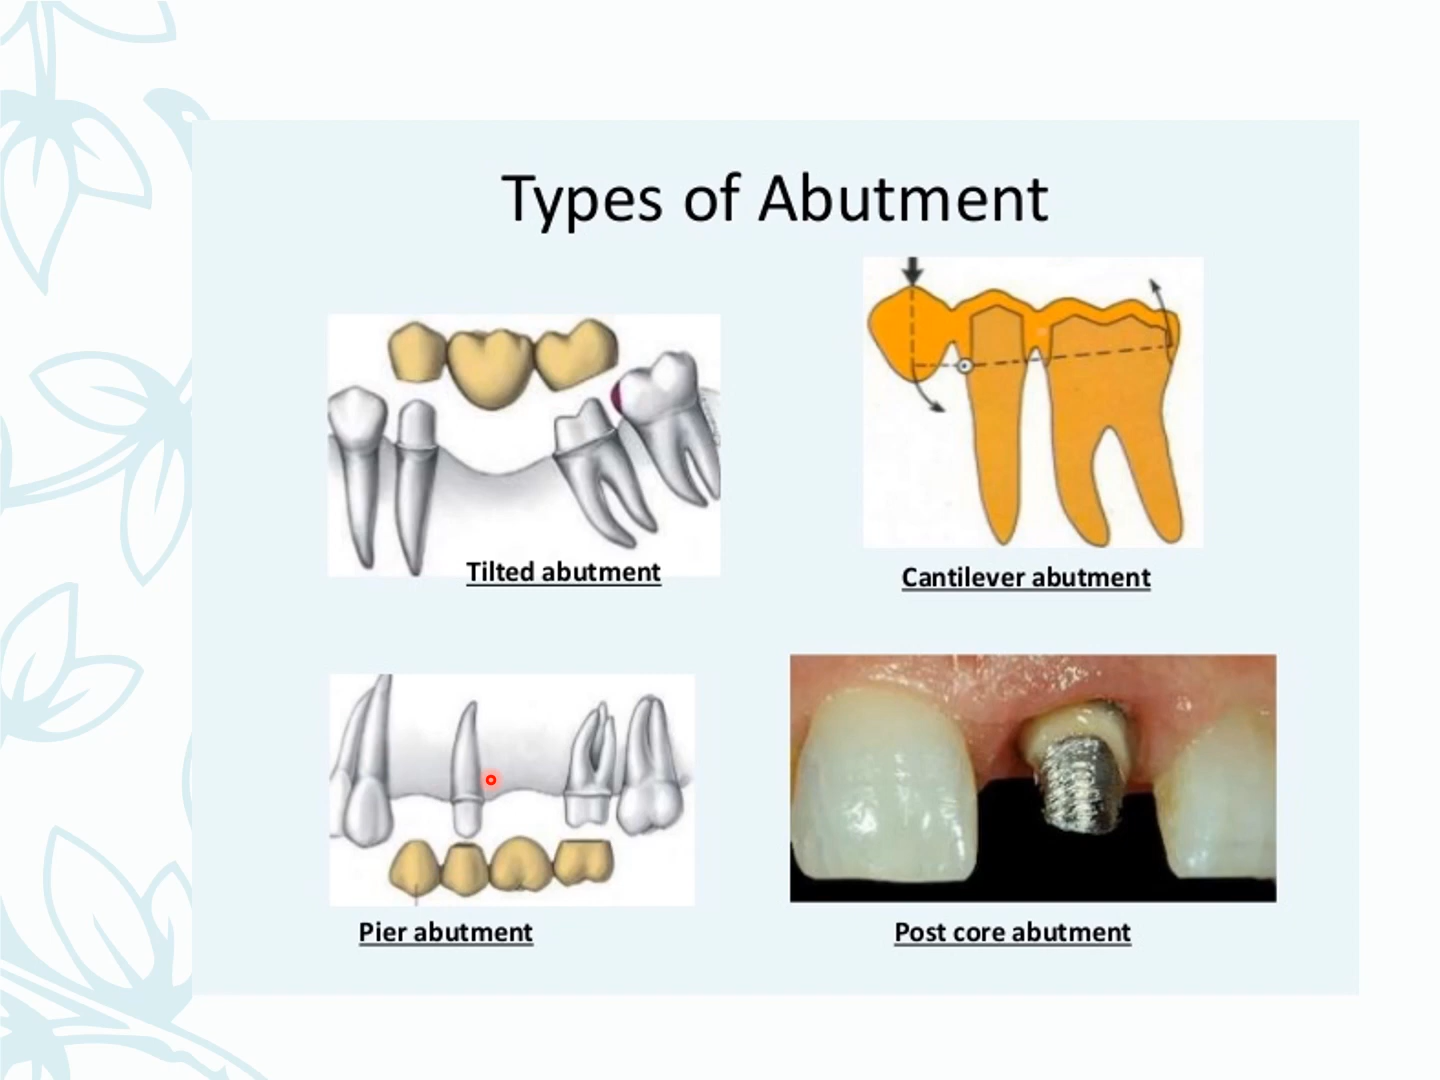 Types of Abutment
Tilted abutment
Cantilever abutment
Pier abutment
Post core abutment